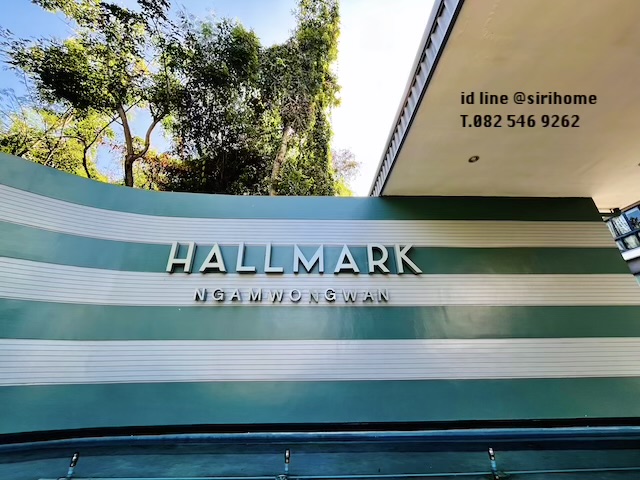 id line @sirihome
T.082 546 9262
HALLMARK
NGAMWONGWAN